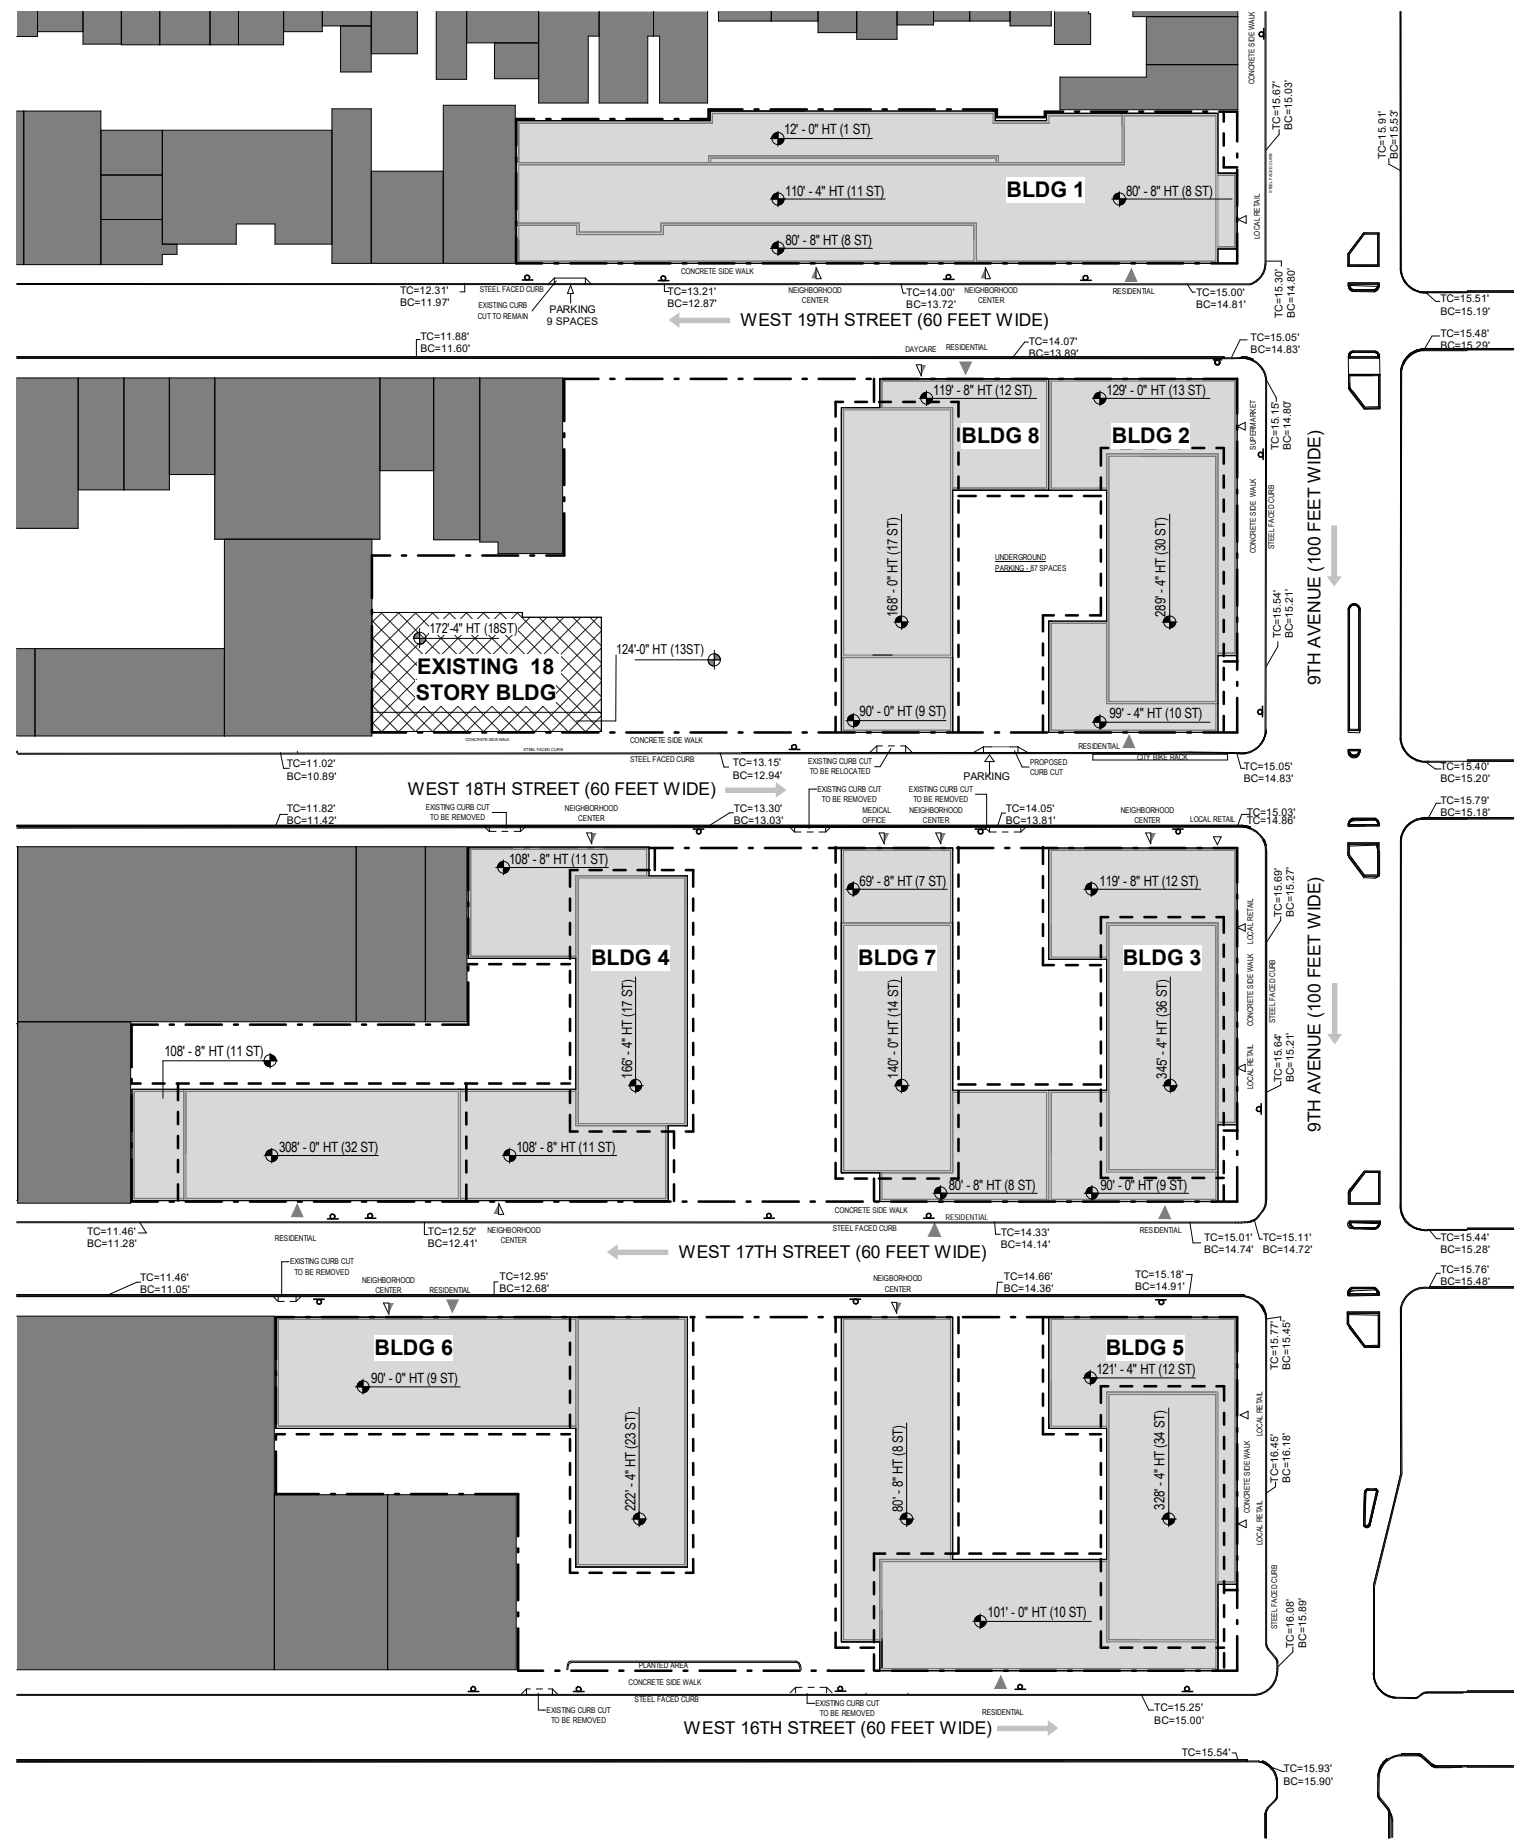 CONCRETE SIDE WALK
TC=15.67'
BC=15.03'
TC=15.91'
BC=15.53'
STEEL FACED CURB
12' - 0" HT (1 ST)
BLDG 1
110' - 4" HT (11 ST)
80' - 8" HT (8 ST)
80' - 8" HT (8 ST)
LOCAL RETAIL
CONCRETE SIDE WALK
TC=12.31'
BC=11.97'
STEEL FACED CURB
EXISTING CURB
CUT TO REMAIN
PARKING
9 SPACES
TC=13.21'
BC=12.87'
NEIGHBORHOOD
CENTER
TC=14.00'
BC=13.72'
NEIGHBORHOOD
CENTER
RESIDENTIAL
TC=15.00'
BC=14.81'
TC=15.30'
BC=14.80'
TC=15.51'
BC=15.19'
WEST 19TH STREET (60 FEET WIDE)
TC=11.88'
BC=11.60'
DAYCARE
RESIDENTIAL
TC=14.07'
BC=13.89'
TC=15.05'
BC=14.83'
TC=15.48'
BC=15.29'
119' - 8" HT (12 ST)
129' - 0" HT (13 ST)
BLDG 8
BLDG 2
SUPERMARKET
TC=15.15'
BC=14.80'
CONCRETE SIDE WALK
STEEL FACED CURB
9TH AVENUE (100 FEET WIDE)
168' - 0" HT (17 ST)
UNDERGROUND
PARKING - 87 SPACES
289' - 4" HT (30 ST)
TC=15.54'
BC=15.21'
172'-4" HT (18ST)
124'-0" HT (13ST)
EXISTING 18
STORY BLDG
90' - 0" HT (9 ST)
99' - 4" HT (10 ST)
CONCRETE SIDE WALK
STEEL FACED CURB
CONCRETE SIDE WALK
STEEL FACED CURB
RESIDENTIAL
CITY BIKE RACK
TC=11.02'
BC=10.89'
TC=13.15'
BC=12.94'
EXISTING CURB CUT
TO BE RELOCATED
PARKING
PROPOSED
CURB CUT
TC=15.05'
BC=14.83'
TC=15.40'
BC=15.20'
WEST 18TH STREET (60 FEET WIDE)
TC=11.82'
BC=11.42'
EXISTING CURB CUT
TO BE REMOVED
NEIGHBORHOOD
CENTER
TC=13.30'
BC=13.03'
EXISTING CURB CUT
TO BE REMOVED
MEDICAL
OFFICE
EXISTING CURB CUT
TO BE REMOVED
NEIGHBORHOOD
CENTER
TC=14.05'
BC=13.81'
NEIGHBORHOOD
CENTER
LOCAL RETAIL
TC=15.03'
TC=14.86'
TC=15.79'
BC=15.18'
108' - 8" HT (11 ST)
69' - 8" HT (7 ST)
119' - 8" HT (12 ST)
BLDG 4
BLDG 7
BLDG 3
LOCAL RETAIL
TC=15.69'
BC=15.27'
CONCRETE SIDE WALK
STEEL FACED CURB
9TH AVENUE (100 FEET WIDE)
166' - 4" HT (17 ST)
140' - 0" HT (14 ST)
345' - 4" HT (36 ST)
108' - 8" HT (11 ST)
LOCAL RETAIL
TC=15.64'
BC=15.21'
308' - 0" HT (32 ST)
108' - 8" HT (11 ST)
80' - 8" HT (8 ST)
90' - 0" HT (9 ST)
CONCRETE SIDE WALK
STEEL FACED CURB
TC=11.46'
BC=11.28'
RESIDENTIAL
TC=12.52'
BC=12.41'
NEIGHBORHOOD
CENTER
RESIDENTIAL
TC=14.33'
BC=14.14'
RESIDENTIAL
TC=15.01'
BC=14.74'
TC=15.11'
BC=14.72'
TC=15.44'
BC=15.28'
WEST 17TH STREET (60 FEET WIDE)
TC=11.46'
BC=11.05'
EXISTING CURB CUT
TO BE REMOVED
NEIGHBORHOOD
CENTER
RESIDENTIAL
TC=12.95'
BC=12.68'
NEIGHBORHOOD
CENTER
TC=14.66'
BC=14.36'
TC=15.18'
BC=14.91'
TC=15.76'
BC=15.48'
BLDG 6
BLDG 5
TC=15.77'
BC=15.45'
90' - 0" HT (9 ST)
121' - 4" HT (12 ST)
LOCAL RETAIL
222' - 4" HT (23 ST)
80' - 8" HT (8 ST)
328' - 4" HT (34 ST)
CONCRETE SIDE WALK
TC=16.45'
BC=16.18'
LOCAL RETAIL
STEEL FACED CURB
101' - 0" HT (10 ST)
TC=16.08'
BC=15.89'
PLANTED AREA
CONCRETE SIDE WALK
STEEL FACED CURB
EXISTING CURB CUT
TO BE REMOVED
EXISTING CURB CUT
TO BE REMOVED
RESIDENTIAL
TC=15.25'
BC=15.00'
WEST 16TH STREET (60 FEET WIDE)
TC=15.54'
TC=15.93'
BC=15.90'